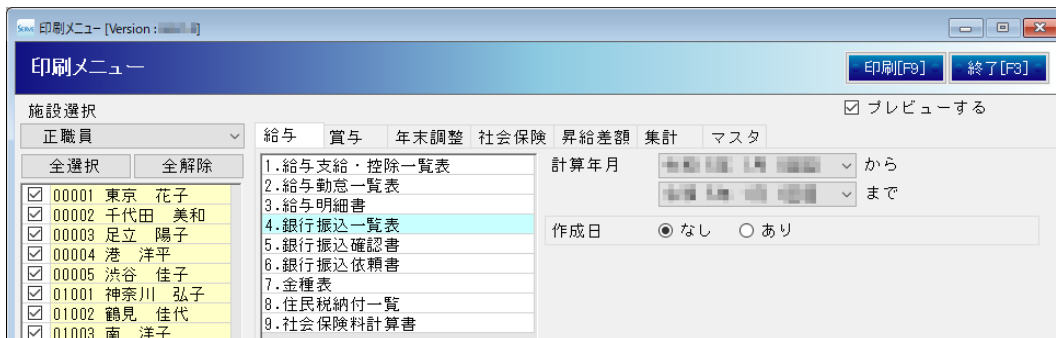 Serve 印刷メニュー [Version :
印刷メニュー
印刷[F9] 終了[F3]
施設選択
プレビューする
正職員
給与 賞与 年末調整 社会保険 昇給差額 集計 マスタ
全選択 全解除
00001 東京 花子
00002 千代田 美和
00003 足立 陽子
00004 港 洋平
00005 渋谷 佳子
01001 神奈川 弘子
01002 鶴見 佳代
01003 南 洋子
1.給与支給・控除一覧表
2.給与勤怠一覧表
3.給与明細書
4.銀行振込一覧表
5.銀行振込確認書
6.銀行振込依頼書
7.金種表
8.住民税納付一覧
9.社会保険料計算書
計算年月 から
まで
作成日 なし あり